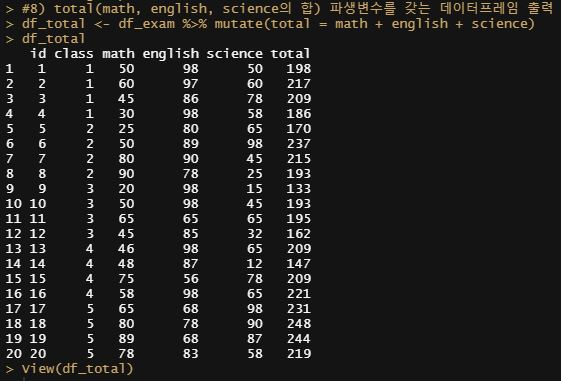 > #8) total(math, english, science의 합) 파생변수를 갖는 데이터프레임 출력
> df_total <- df_exam %>% mutate(total = math + english + science)
> df_total
   id class math english science total
1   1     1   50      98      50   198
2   2     1   60      97      60   217
3   3     1   45      86      78   209
4   4     1   30      98      58   186
5   5     2   25      80      65   170
6   6     2   50      89      98   237
7   7     2   80      90      45   215
8   8     2   90      78      25   193
9   9     3   20      98      15   133
10 10     3   50      98      45   193
11 11     3   65      65      65   195
12 12     3   45      85      32   162
13 13     4   46      98      65   209
14 14     4   48      87      12   147
15 15     4   75      56      78   209
16 16     4   58      98      65   221
17 17     5   65      68      98   231
18 18     5   80      78      90   248
19 19     5   89      68      87   244
20 20     5   78      83      58   219
> View(df_total)